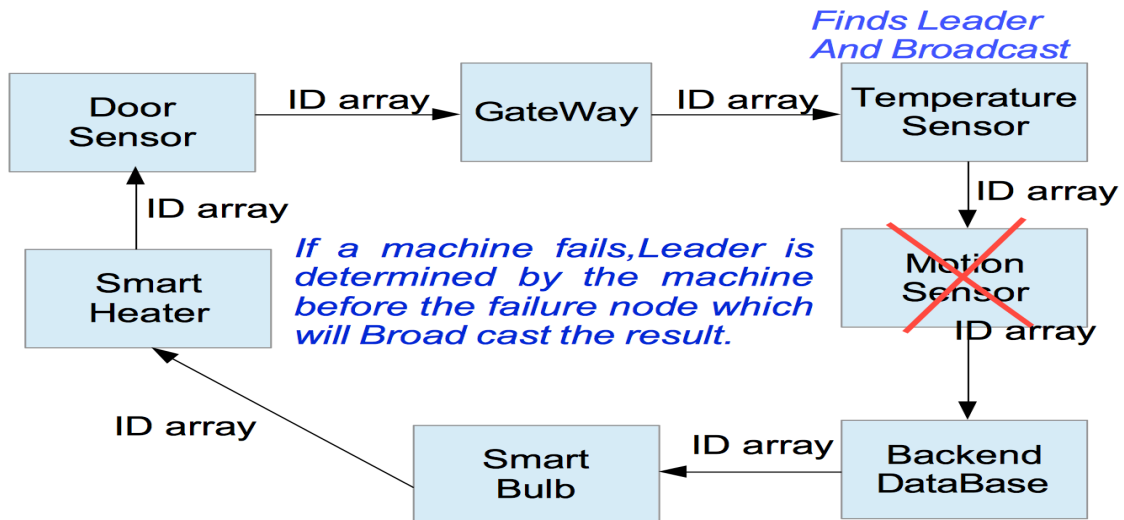 Finds Leader
And Broadcast
Door
Sensor
ID array
GateWay
ID array
Temperature
Sensor
ID array
ID array
If a machine fails,Leader is
determined by the machine
before the failure node which
will Broad cast the result.
Motion
Sensor
ID array
Smart
Heater
ID array
Smart
Bulb
ID array
Backend
DataBase